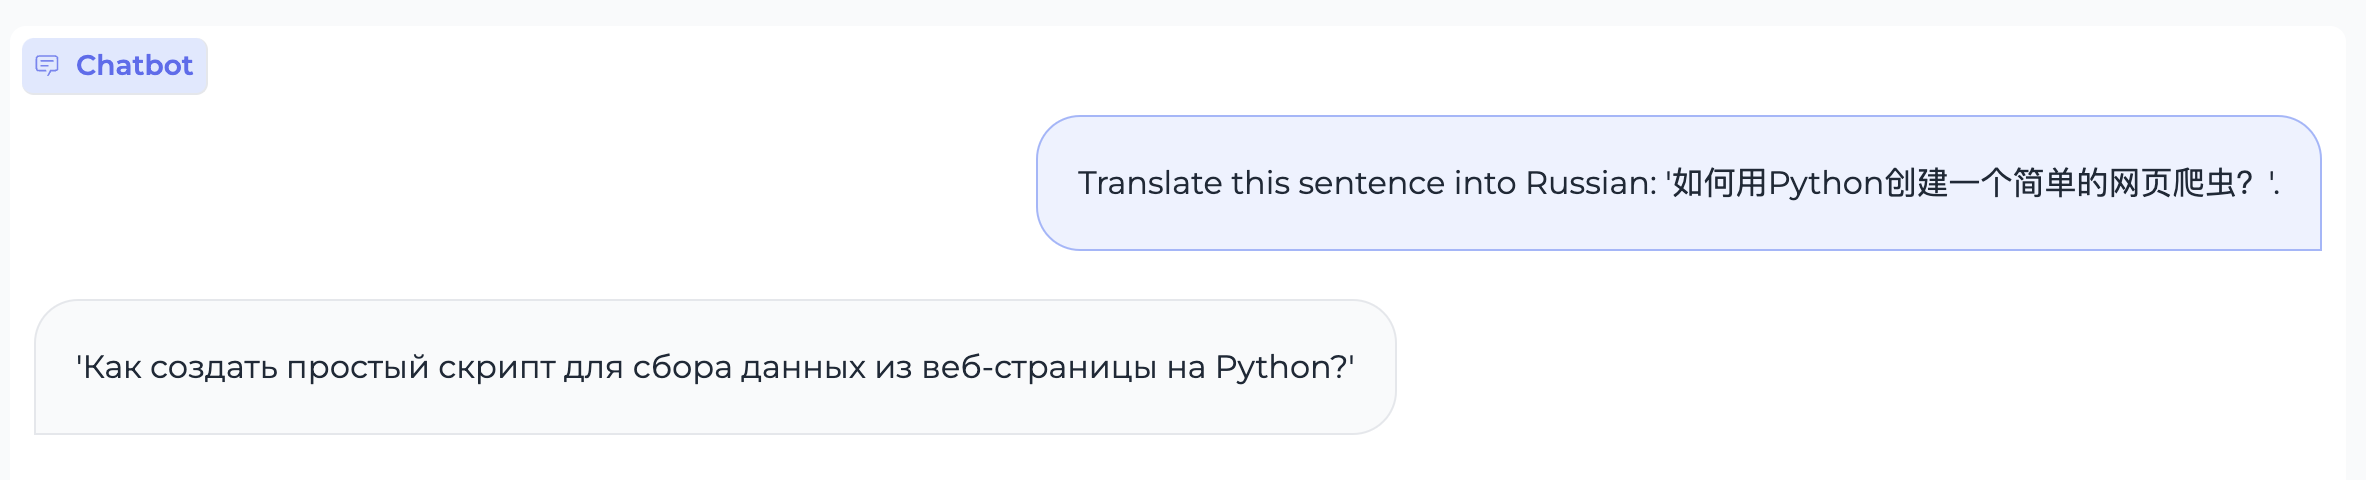 Chatbot
Translate this sentence into Russian: '如何用Python创建一个简单的网页爬虫？'.
'Как создать простый скрипт для сбора данных из веб-страницы на Python?'